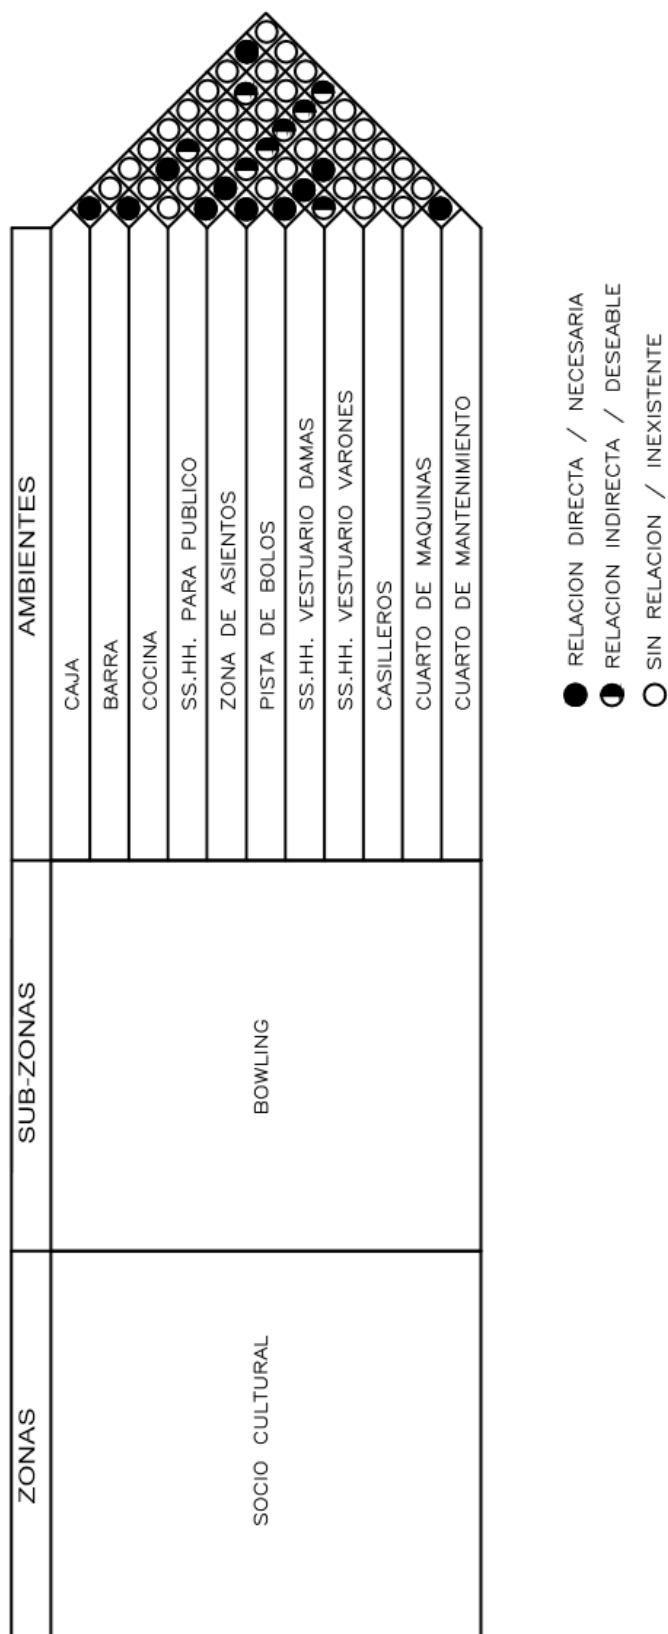 ZONAS
SUB-ZONAS
AMBIENTES
SOCIO CULTURAL
BOWLING
CAJA
BARRA
COCINA
SS.HH. PARA PUBLICO
ZONA DE ASIENTOS
PISTA DE BOLOS
SS.HH. VESTUARIO DAMAS
SS.HH. VESTUARIO VARONES
CASILLEROS
CUARTO DE MAQUINAS
CUARTO DE MANTENIMIENTO
RELACION DIRECTA / NECESARIA
RELACION INDIRECTA / DESEABLE
SIN RELACION / INEXISTENTE